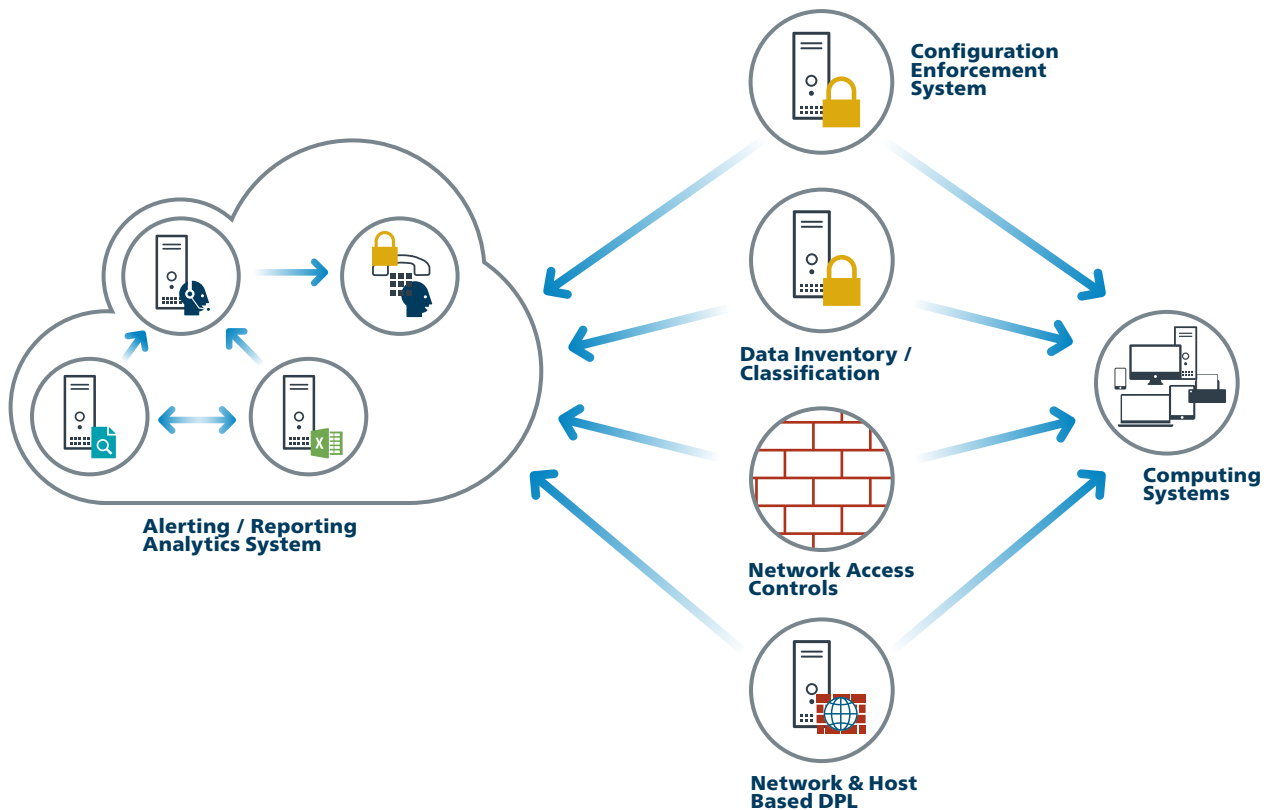 Configuration
Enforcement
System
Data Inventory /
Classification
Computing
Systems
Alerting / Reporting
Analytics System
Network Access
Controls
Network & Host
Based DPL
X